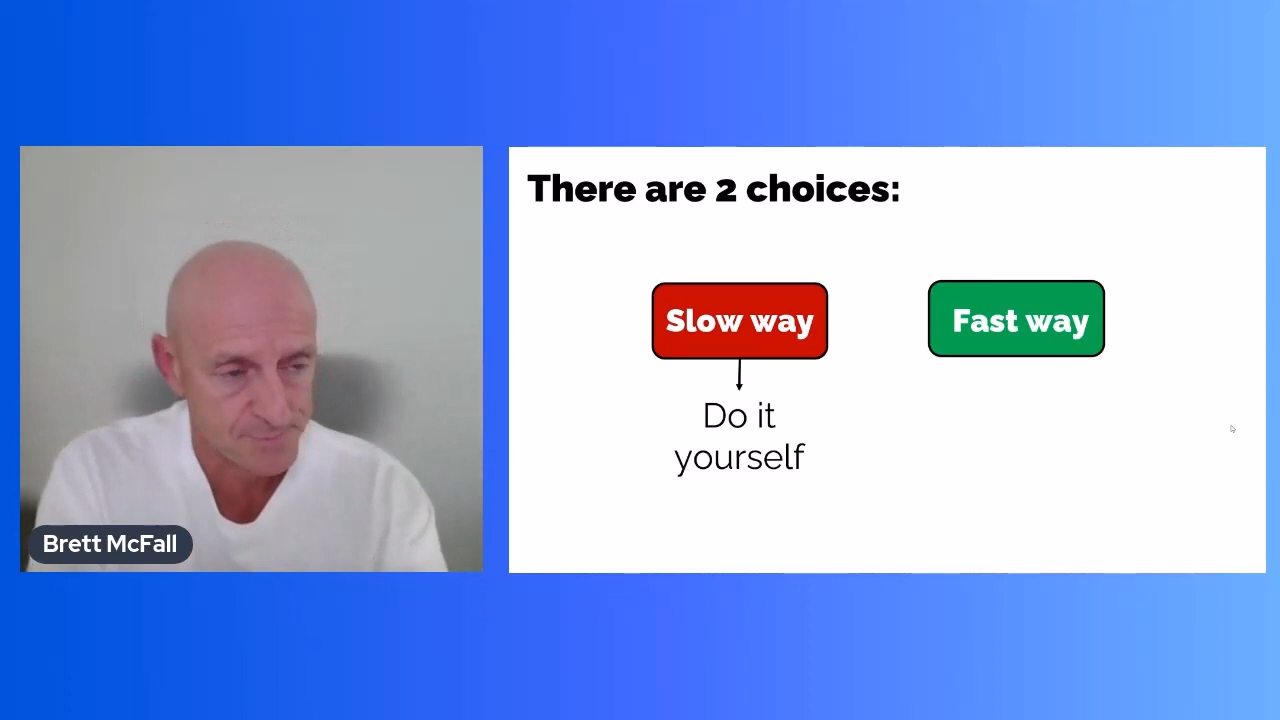 There are 2 choices:
Slow way
Fast way
Do it
yourself
Brett McFall